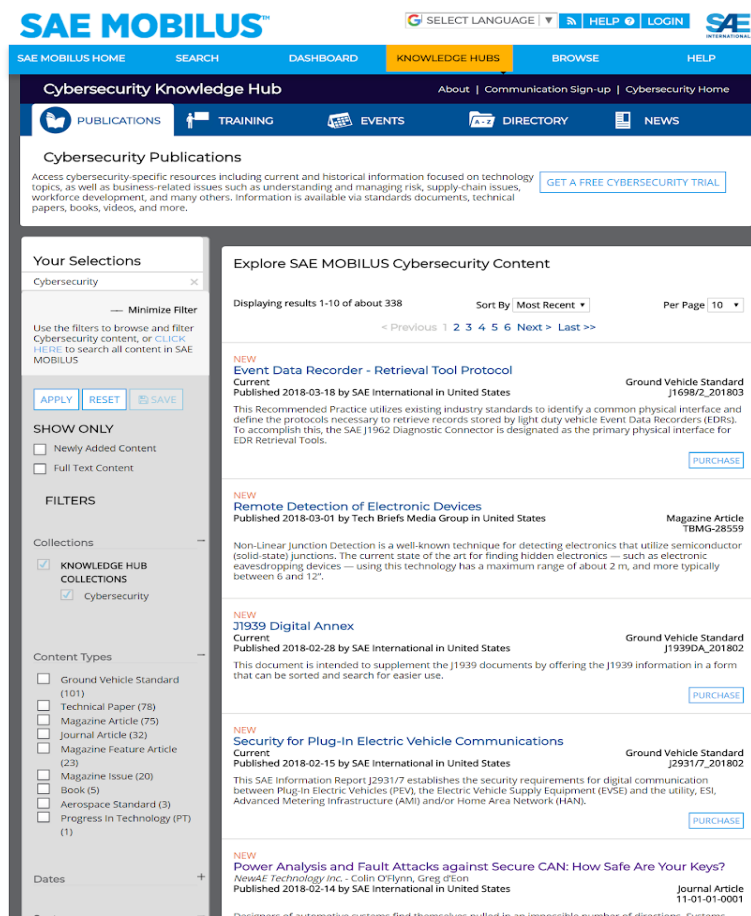 SAE MOBILUS™
SELECT LANGUAGE ▼ HELP LOGIN SAE
INTERNATIONAL
SAE MOBILUS HOME SEARCH DASHBOARD KNOWLEDGE HUBS BROWSE HELP
Cybersecurity Knowledge Hub About | Communication Sign-up | Cybersecurity Home
PUBLICATIONS TRAINING EVENTS A-Z DIRECTORY NEWS
Cybersecurity Publications
Access cybersecurity-specific resources including current and historical information focused on technology
topics, as well as business-related issues such as understanding and managing risk, supply-chain issues,
workforce development, and many others. Information is available via standards documents, technical
papers, books, videos, and more.
GET A FREE CYBERSECURITY TRIAL
Your Selections
Cybersecurity ×
— Minimize Filter
Use the filters to browse and filter
Cybersecurity content, or CLICK
HERE to search all content in SAE
MOBILUS
APPLY RESET SAVE
SHOW ONLY
Newly Added Content
Full Text Content
FILTERS
Collections −
KNOWLEDGE HUB
COLLECTIONS
Cybersecurity
Content Types −
Ground Vehicle Standard
(101)
Technical Paper (78)
Magazine Article (75)
Journal Article (32)
Magazine Feature Article
(23)
Magazine Issue (20)
Book (5)
Aerospace Standard (3)
Progress In Technology (PT)
(1)
Dates +
Explore SAE MOBILUS Cybersecurity Content
Displaying results 1-10 of about 338 Sort By Most Recent ▼ Per Page 10 ▼
< Previous 1 2 3 4 5 6 Next > Last >>
NEW
Event Data Recorder - Retrieval Tool Protocol
Current Ground Vehicle Standard
Published 2018-03-18 by SAE International in United States J1698/2_201803
This Recommended Practice utilizes existing industry standards to identify a common physical interface and
define the protocols necessary to retrieve records stored by light duty vehicle Event Data Recorders (EDRs).
To accomplish this, the SAE J1962 Diagnostic Connector is designated as the primary physical interface for
EDR Retrieval Tools.
PURCHASE
NEW
Remote Detection of Electronic Devices
Published 2018-03-01 by Tech Briefs Media Group in United States Magazine Article
TBMG-28559
Non-Linear Junction Detection is a well-known technique for detecting electronics that utilize semiconductor
(solid-state) junctions. The current state of the art for finding hidden electronics — such as electronic
eavesdropping devices — using this technology has a maximum range of about 2 m, and more typically
between 6 and 12”.
NEW
J1939 Digital Annex
Current Ground Vehicle Standard
Published 2018-02-28 by SAE International in United States J1939DA_201802
This document is intended to supplement the J1939 documents by offering the J1939 information in a form
that can be sorted and search for easier use.
PURCHASE
NEW
Security for Plug-In Electric Vehicle Communications
Current Ground Vehicle Standard
Published 2018-02-15 by SAE International in United States J2931/7_201802
This SAE Information Report J2931/7 establishes the security requirements for digital communication
between Plug-In Electric Vehicles (PEV), the Electric Vehicle Supply Equipment (EVSE) and the utility, ESI,
Advanced Metering Infrastructure (AMI) and/or Home Area Network (HAN).
PURCHASE
NEW
Power Analysis and Fault Attacks against Secure CAN: How Safe Are Your Keys?
NewAE Technology Inc. - Colin O'Flynn, Greg d'Eon
Published 2018-02-14 by SAE International in United States Journal Article
11-01-01-0001
Designers of automotive systems find themselves pulled in an impossible number of directions. Systems